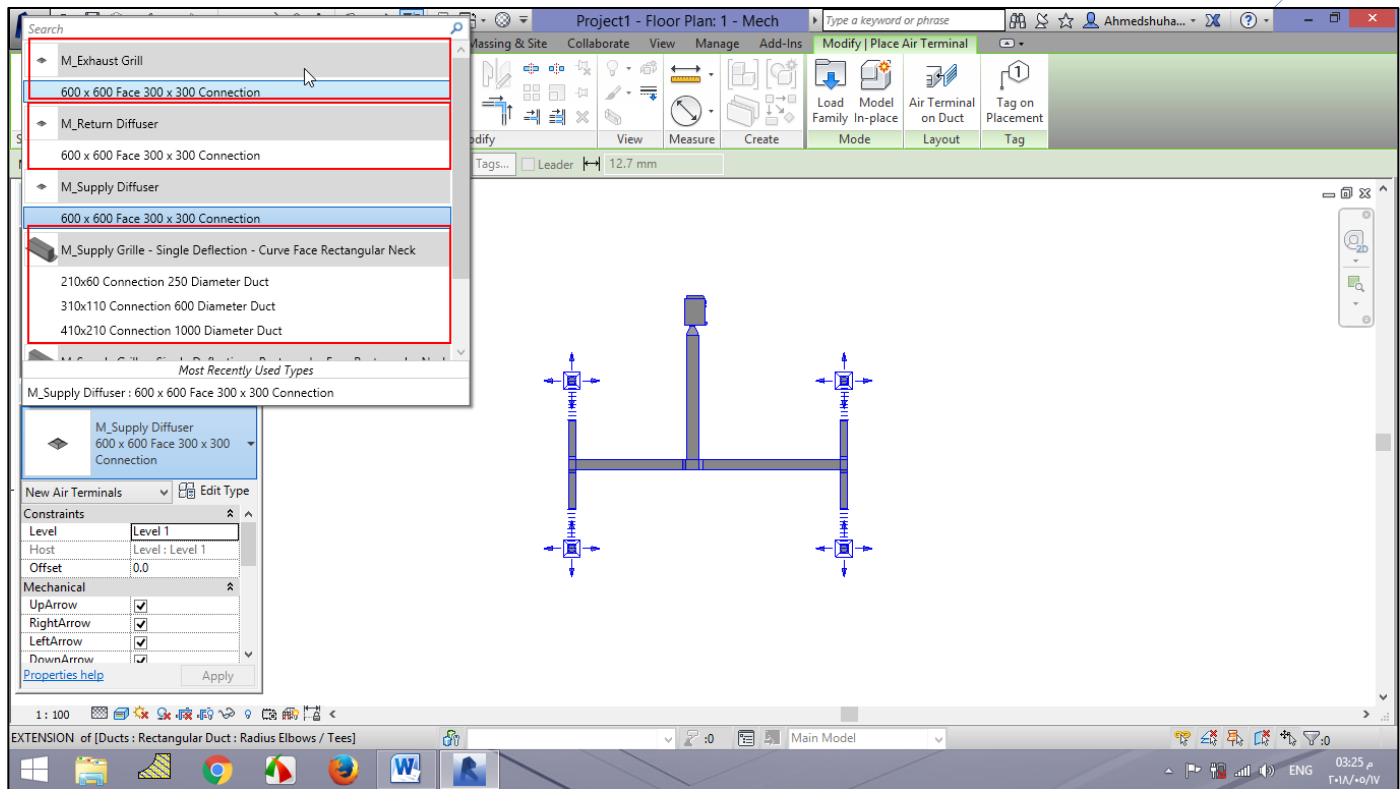 Project1 - Floor Plan: 1 - Mech
Type a keyword or phrase
Ahmedshuha...
Search
Massing & Site Collaborate View Manage Add-Ins Modify | Place Air Terminal
M_Exhaust Grill
600 x 600 Face 300 x 300 Connection
M_Return Diffuser
600 x 600 Face 300 x 300 Connection
M_Supply Diffuser
600 x 600 Face 300 x 300 Connection
M_Supply Grille - Single Deflection - Curve Face Rectangular Neck
210x60 Connection 250 Diameter Duct
310x110 Connection 600 Diameter Duct
410x210 Connection 1000 Diameter Duct
Most Recently Used Types
M_Supply Diffuser : 600 x 600 Face 300 x 300 Connection
Load Family
Model In-place
Air Terminal on Duct
Tag on Placement
View Measure Create Mode Layout Tag
Tags... Leader 12.7 mm
2D
M_Supply Diffuser
600 x 600 Face 300 x 300
Connection
New Air Terminals Edit Type
Constraints
Level Level 1
Host Level : Level 1
Offset 0.0
Mechanical
UpArrow
RightArrow
LeftArrow
DownArrow
Properties help Apply
1 : 100
EXTENSION of [Ducts : Rectangular Duct : Radius Elbows / Tees]
:0
Main Model
:0
ENG
03:25 م
٢٠١٨/٠٥/١٧